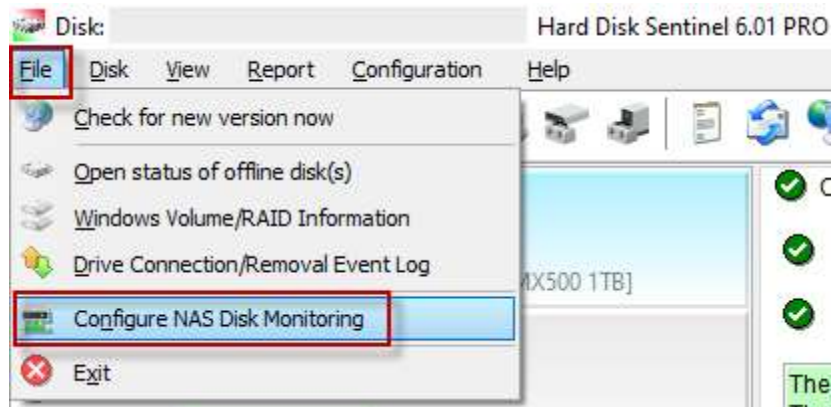 Disk: Hard Disk Sentinel 6.01 PRO
File Disk View Report Configuration Help
Check for new version now
Open status of offline disk(s)
Windows Volume/RAID Information
Drive Connection/Removal Event Log
MX500 1TB]
Configure NAS Disk Monitoring
Exit
The